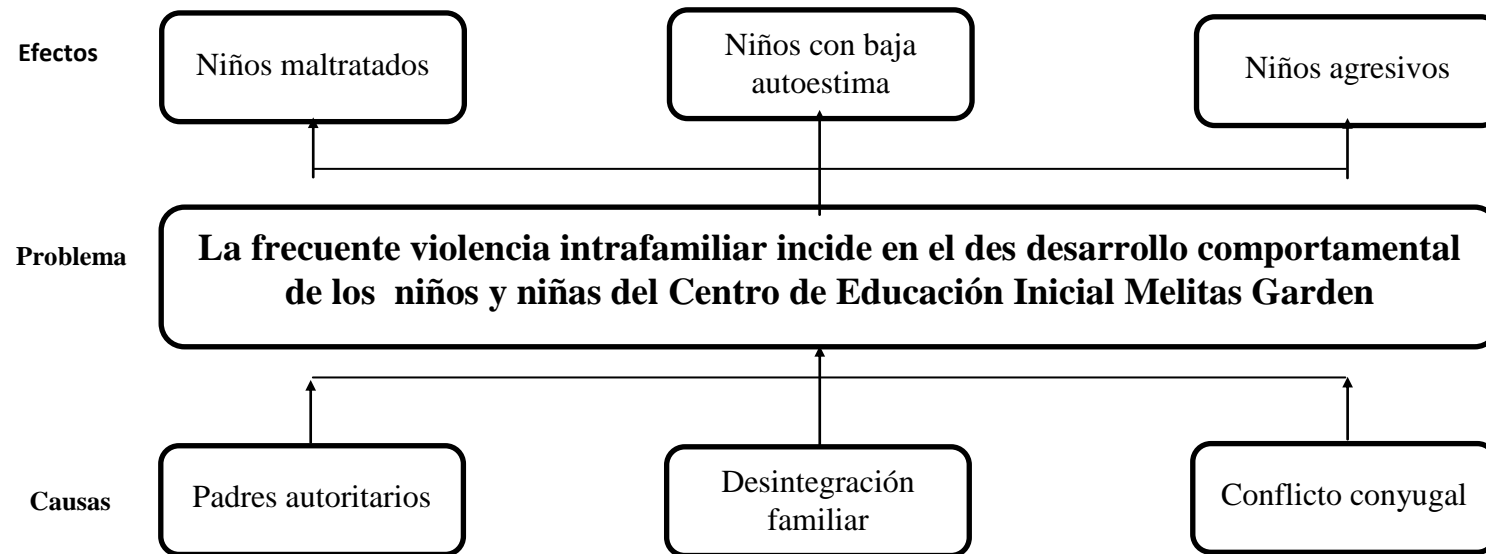 Efectos
Niños maltratados
Niños con baja
autoestima
Niños agresivos
Problema
La frecuente violencia intrafamiliar incide en el des desarrollo comportamental
de los  niños y niñas del Centro de Educación Inicial Melitas Garden
Causas
Padres autoritarios
Desintegración
familiar
Conflicto conyugal